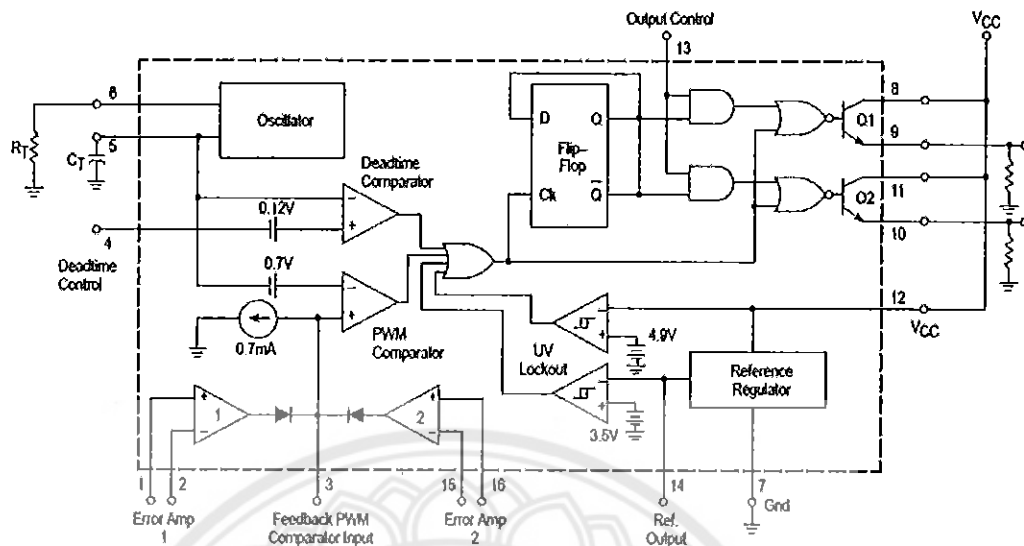 Output Control
VCC
13
6
Oscillator
8
D
Q
Q1
RT
5
9
CT
Flip-
Flop
Deadtime
Comparator
11
0.12V
Ck
Q
Q2
4
10
Deadtime
Control
0.7V
12
VCC
0.7mA
PWM
Comparator
UV
Lockout
4.9V
Reference
Regulator
1
2
3.5V
1
2
3
15
16
14
7
Gnd
Error Amp
1
Feedback PWM
Comparator Input
Error Amp
2
Ref.
Output